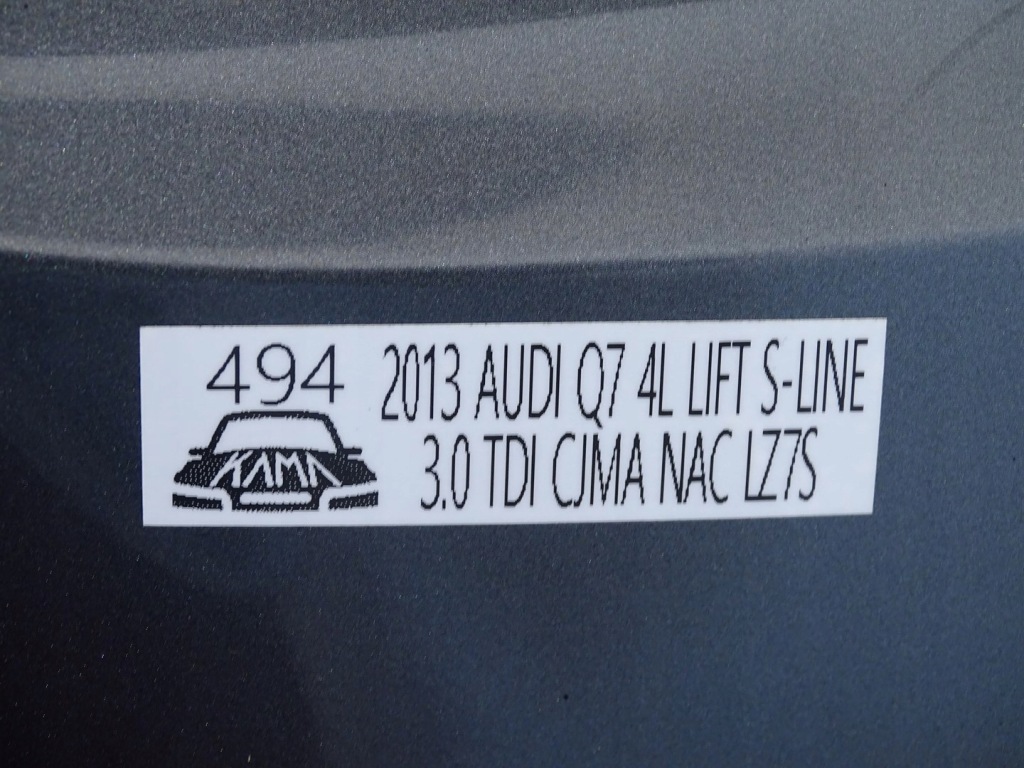 494
2013 AUDI Q7 4L LIFT S-LINE
3.0 TDI CJMA NAC LZ7S
KAMA